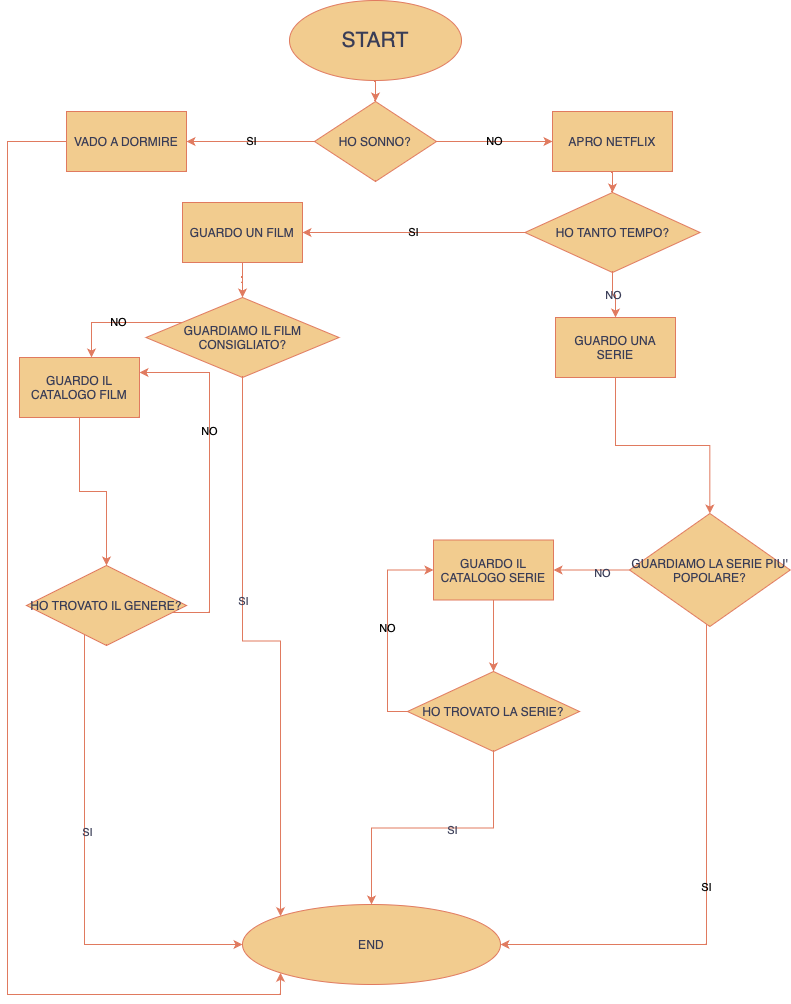 START
VADO A DORMIRE
SI
HO SONNO?
NO
APRO NETFLIX
GUARDO UN FILM
SI
HO TANTO TEMPO?
NO
NO
GUARDIAMO IL FILM
CONSIGLIATO?
GUARDO UNA
SERIE
GUARDO IL
CATALOGO FILM
NO
GUARDO IL
CATALOGO SERIE
NO
GUARDIAMO LA SERIE PIU'
POPOLARE?
HO TROVATO IL GENERE?
SI
NO
HO TROVATO LA SERIE?
SI
SI
SI
END